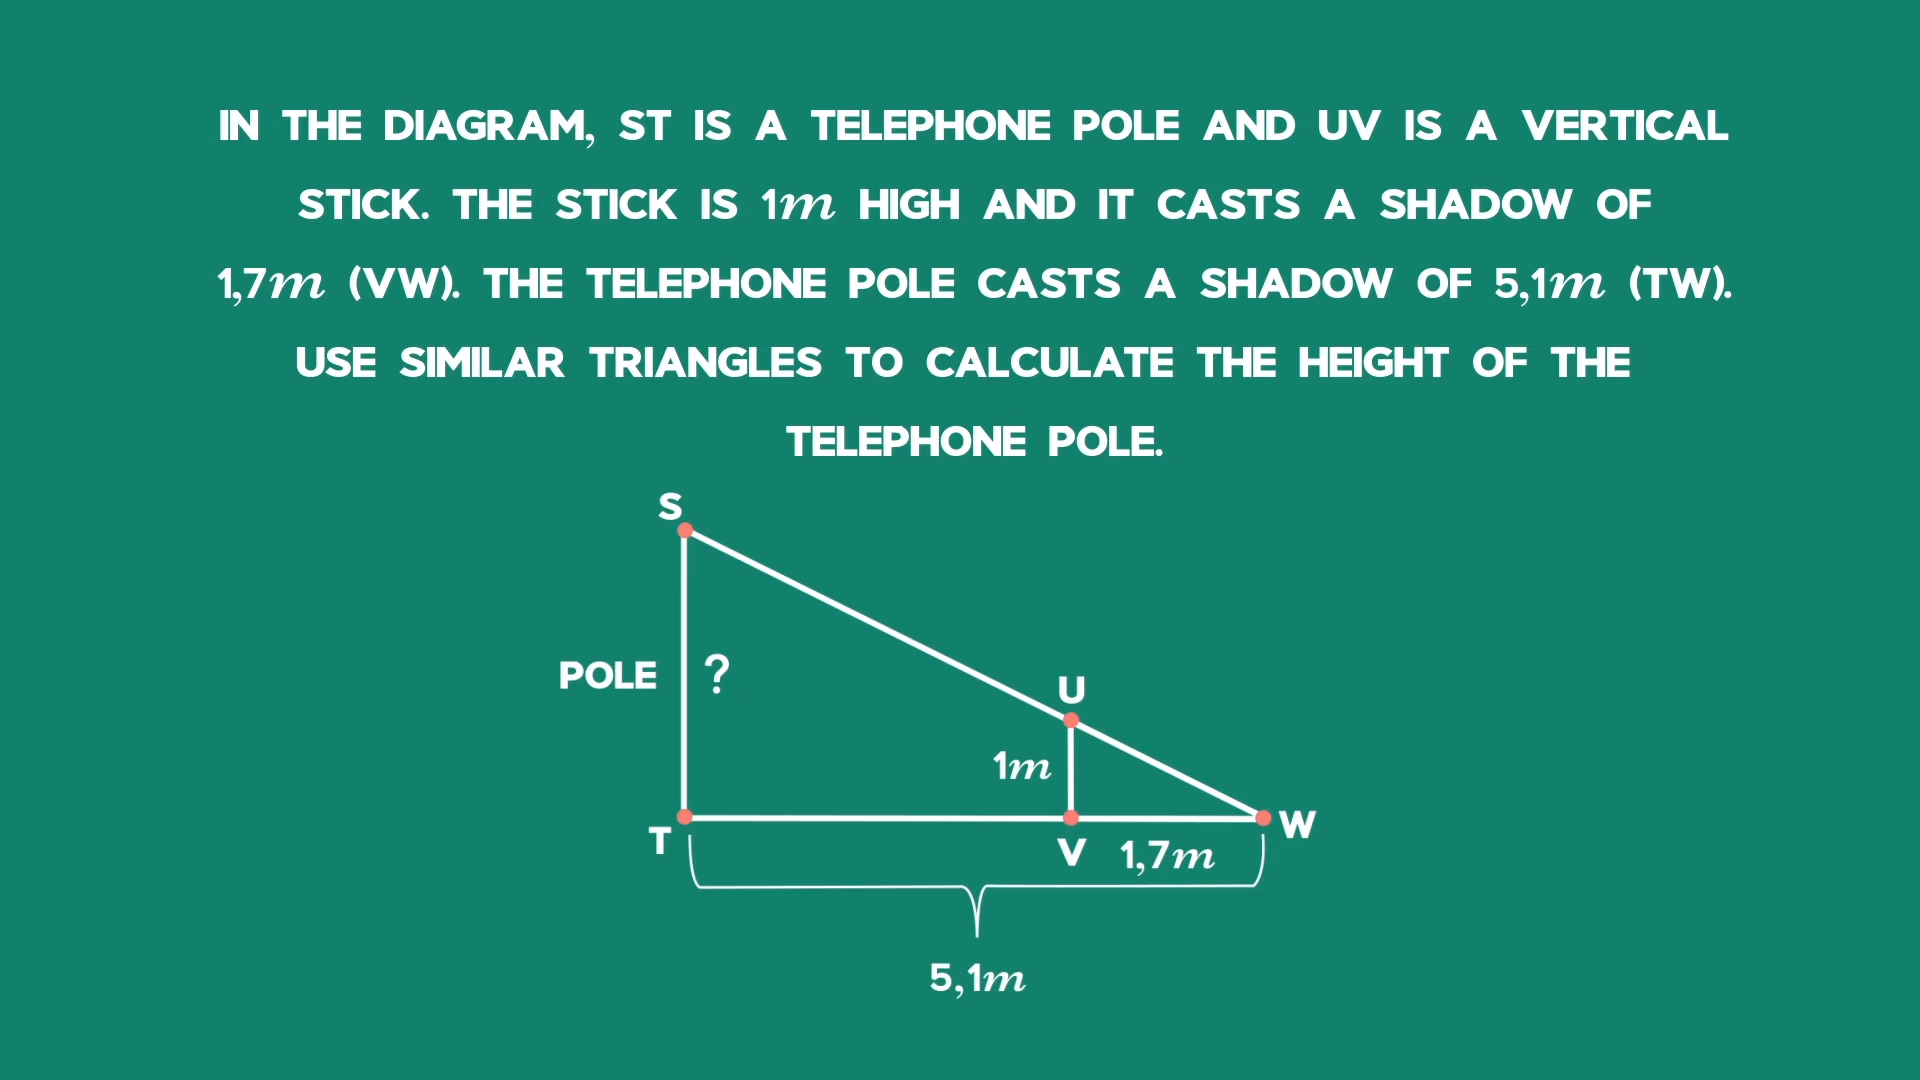 IN THE DIAGRAM, ST IS A TELEPHONE POLE AND UV IS A VERTICAL
STICK. THE STICK IS 1m HIGH AND IT CASTS A SHADOW OF
1,7m (VW). THE TELEPHONE POLE CASTS A SHADOW OF 5,1m (TW).
USE SIMILAR TRIANGLES TO CALCULATE THE HEIGHT OF THE
TELEPHONE POLE.
S
POLE ?
U
1m
T
V 1,7m
W
5,1m